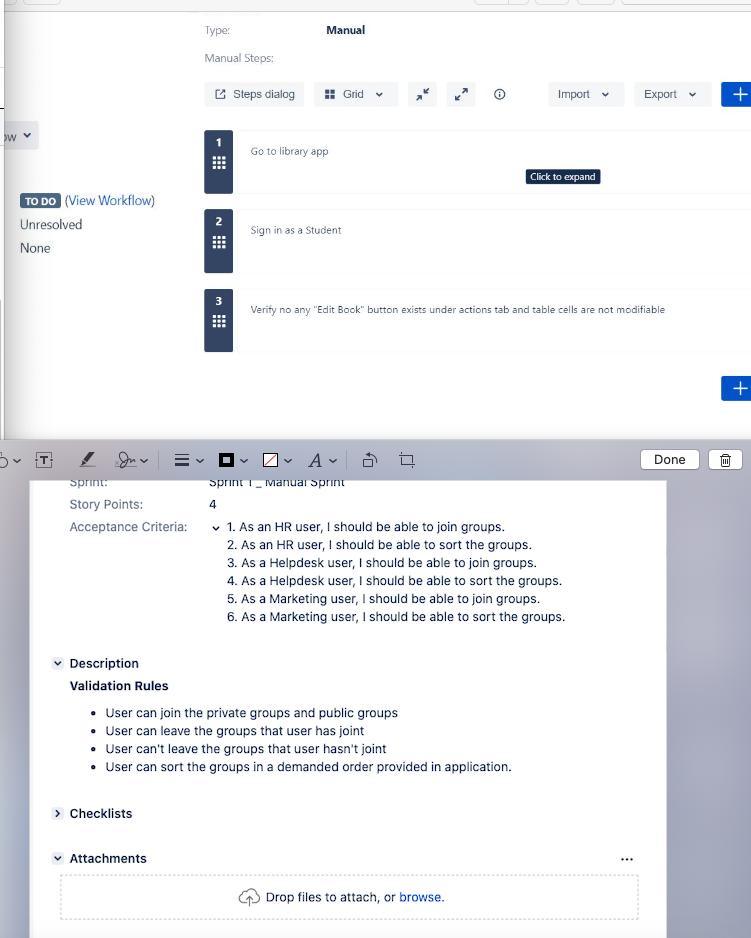 Type: Manual
Manual Steps:
Steps dialog Grid Import Export
1 Go to library app
Click to expand
2 Sign in as a Student
3 Verify no any "Edit Book" button exists under actions tab and table cells are not modifiable
TO DO (View Workflow)
Unresolved
None
T A Done
Sprint: Sprint 1 _ Manual Sprint
Story Points: 4
Acceptance Criteria: 1. As an HR user, I should be able to join groups.
2. As an HR user, I should be able to sort the groups.
3. As a Helpdesk user, I should be able to join groups.
4. As a Helpdesk user, I should be able to sort the groups.
5. As a Marketing user, I should be able to join groups.
6. As a Marketing user, I should be able to sort the groups.
Description
Validation Rules
• User can join the private groups and public groups
• User can leave the groups that user has joint
• User can't leave the groups that user hasn't joint
• User can sort the groups in a demanded order provided in application.
Checklists
Attachments
Drop files to attach, or browse.